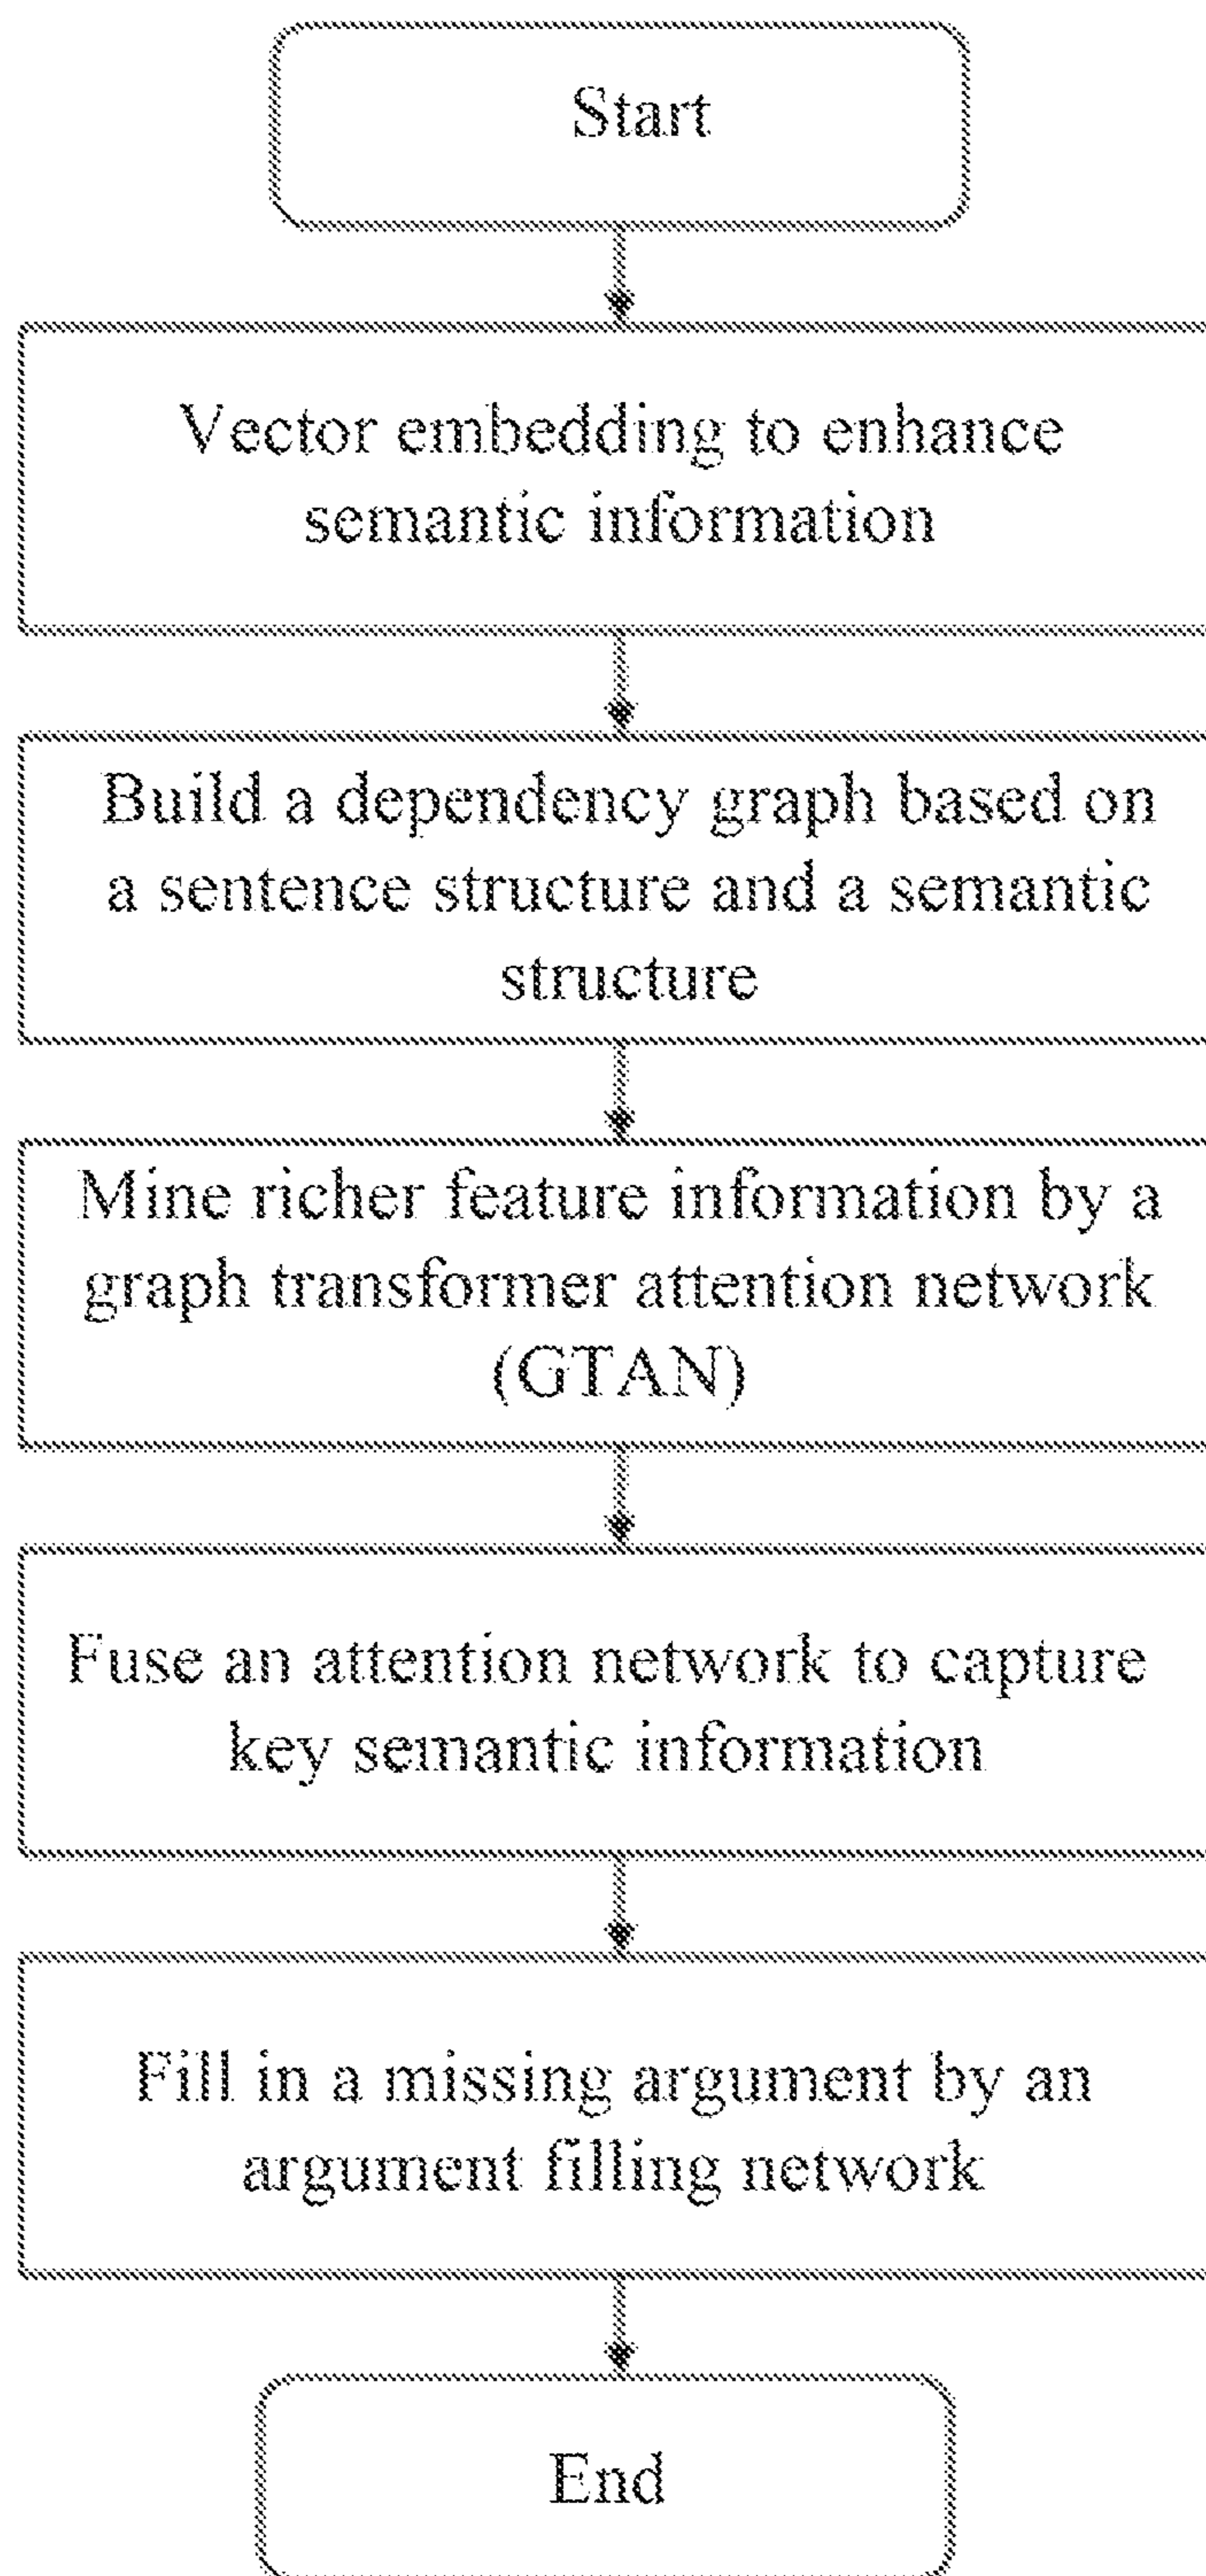 Start
Vector embedding to enhance
semantic information
Build a dependency graph based on
a sentence structure and a semantic
structure
Mine richer feature information by a
graph transformer attention network
(GTAN)
Fuse an attention network to capture
key semantic information
Fill in a missing argument by an
argument filling network
End